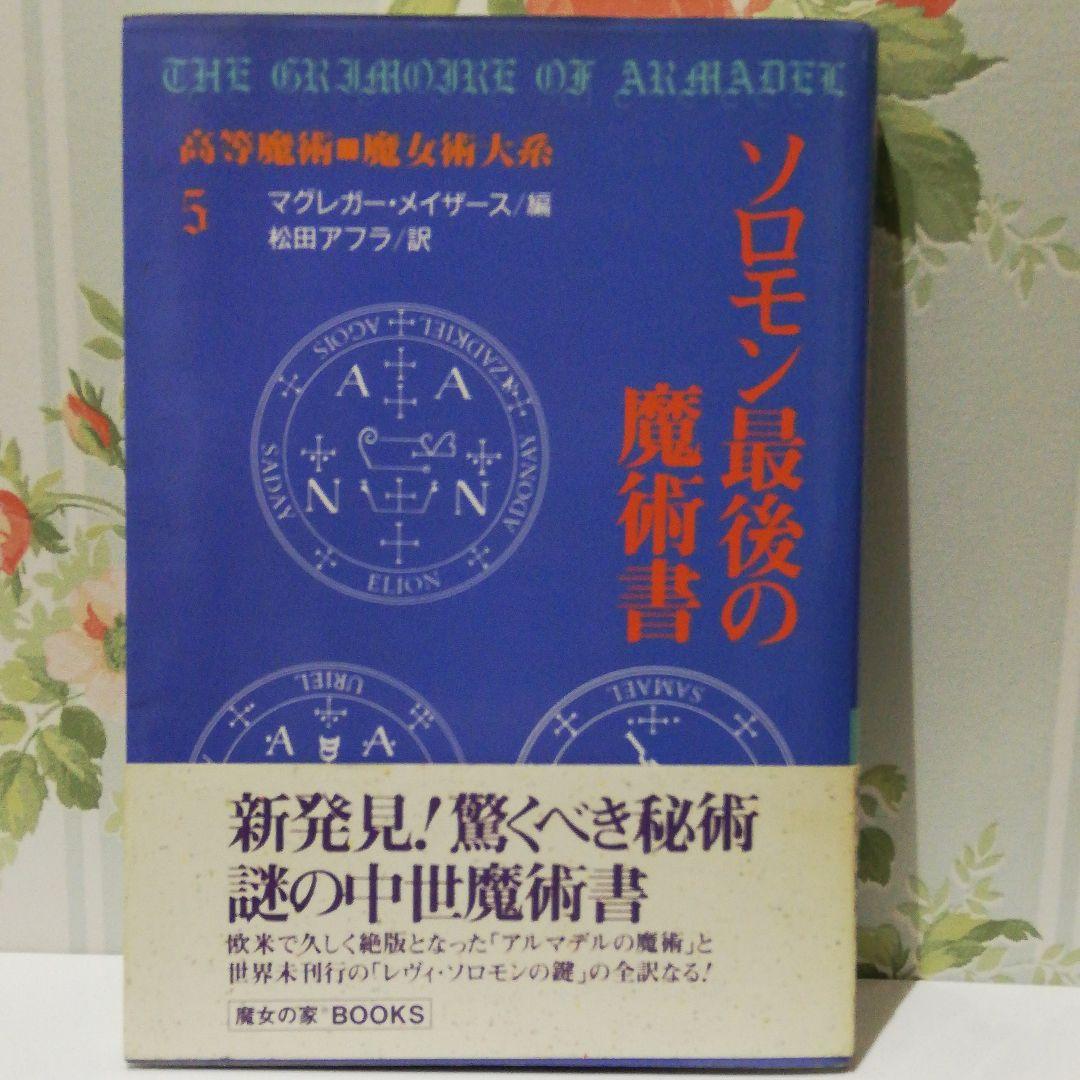 THE GRIMOIRE OF ARMADEL
高等魔術■魔女術大系
5
マグレガー・メイザース/編
松田アフラ/訳
ソロモン最後の
魔術書
AGOIS
ZADKIEL
A A
N N
SADAY
ADONAY
ELION
URIEL
A A
SAMAEL
新発見!驚くべき秘術
謎の中世魔術書
欧米で久しく絶版となった「アルマデルの魔術」と
世界未刊行の「レヴィ・ソロモンの鍵」の全訳なる!
魔女の家 BOOKS